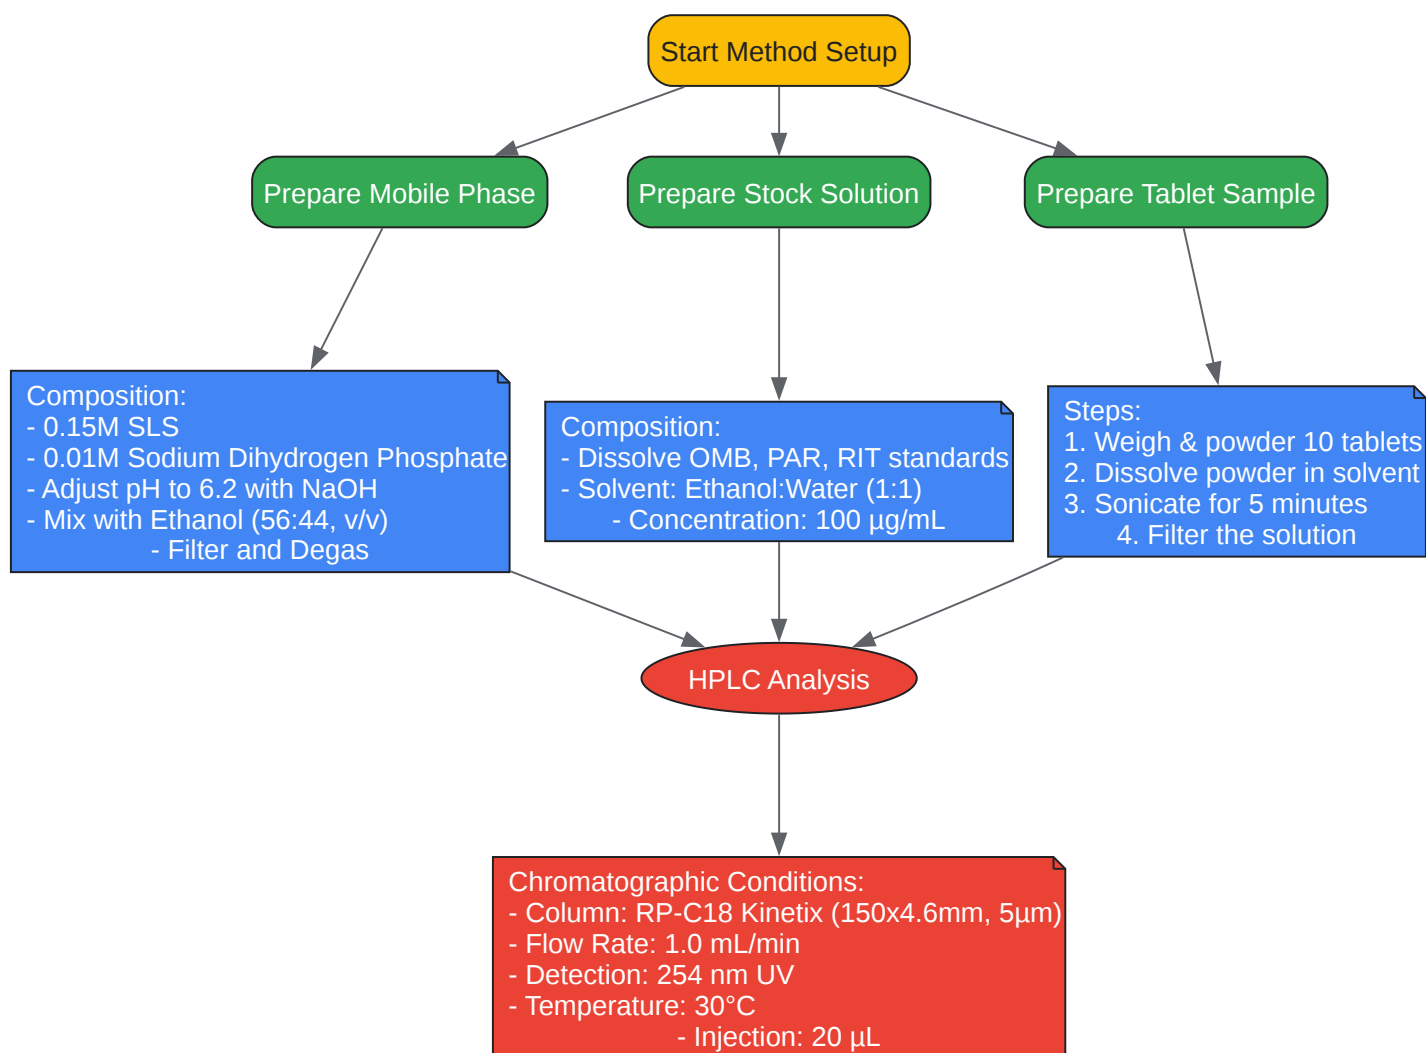 Start Method Setup
Prepare Mobile Phase
Prepare Stock Solution
Prepare Tablet Sample
Composition:
- 0.15M SLS
- 0.01M Sodium Dihydrogen Phosphate
- Adjust pH to 6.2 with NaOH
- Mix with Ethanol (56:44, v/v)
- Filter and Degas
Composition:
- Dissolve OMB, PAR, RIT standards
- Solvent: Ethanol:Water (1:1)
- Concentration: 100 µg/mL
Steps:
1. Weigh & powder 10 tablets
2. Dissolve powder in solvent
3. Sonicate for 5 minutes
4. Filter the solution
HPLC Analysis
Chromatographic Conditions:
- Column: RP-C18 Kinetix (150x4.6mm, 5µm)
- Flow Rate: 1.0 mL/min
- Detection: 254 nm UV
- Temperature: 30°C
- Injection: 20 µL